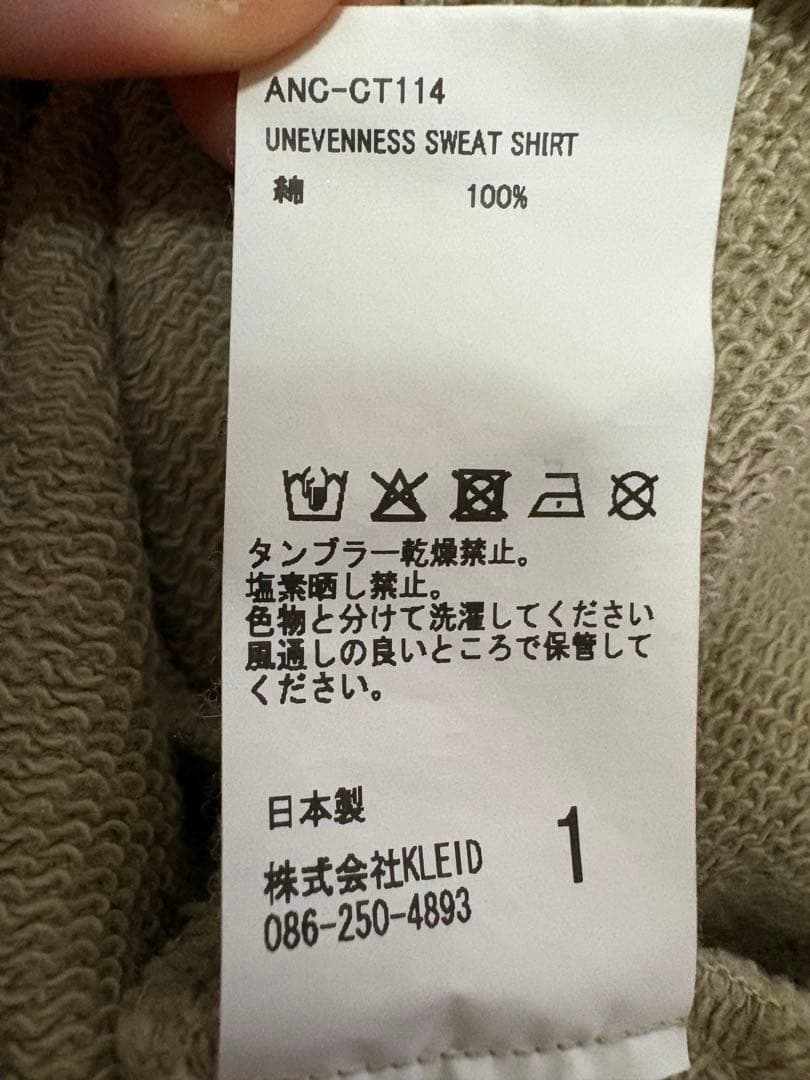 ANC-CT114
UNEVENNESS SWEAT SHIRT
綿 100%
タンブラー乾燥禁止。
塩素晒し禁止。
色物と分けて洗濯してください
風通しの良いところで保管して
ください。
日本製
株式会社KLEID
086-250-4893
1